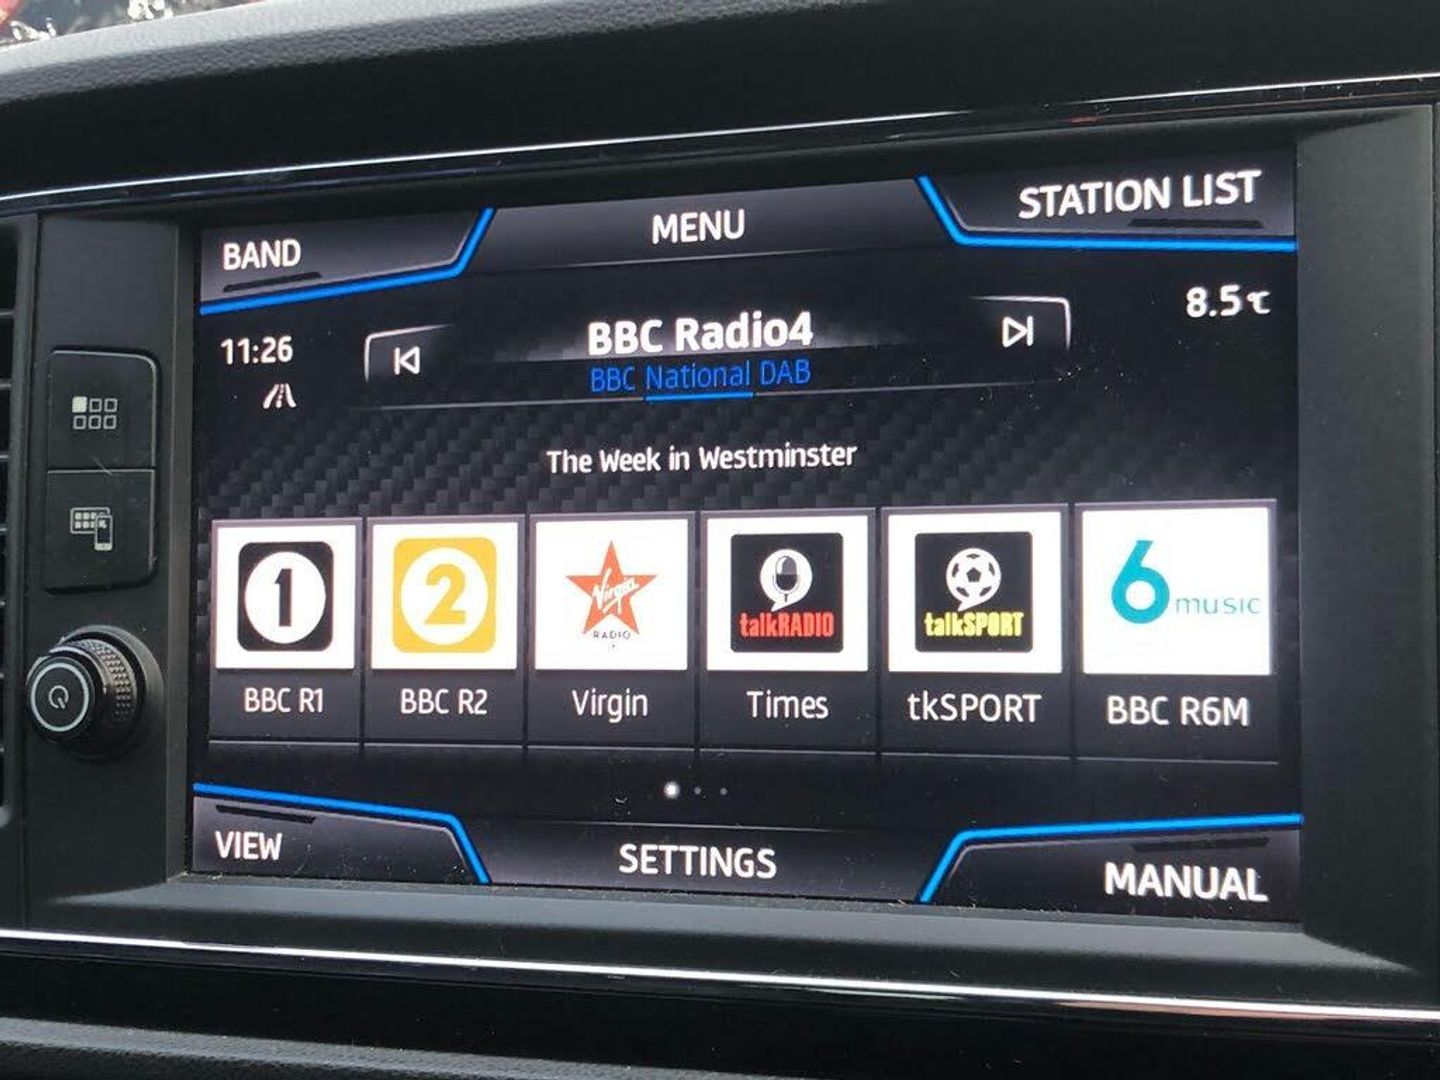 BAND
MENU
STATION LIST
11:26
BBC Radio4
8.5°C
BBC National DAB
The Week in Westminster
1
2
Virgin
RADIO
talkRADIO
talkSPORT
6 music
BBC R1
BBC R2
Virgin
Times
tkSPORT
BBC R6M
VIEW
SETTINGS
MANUAL